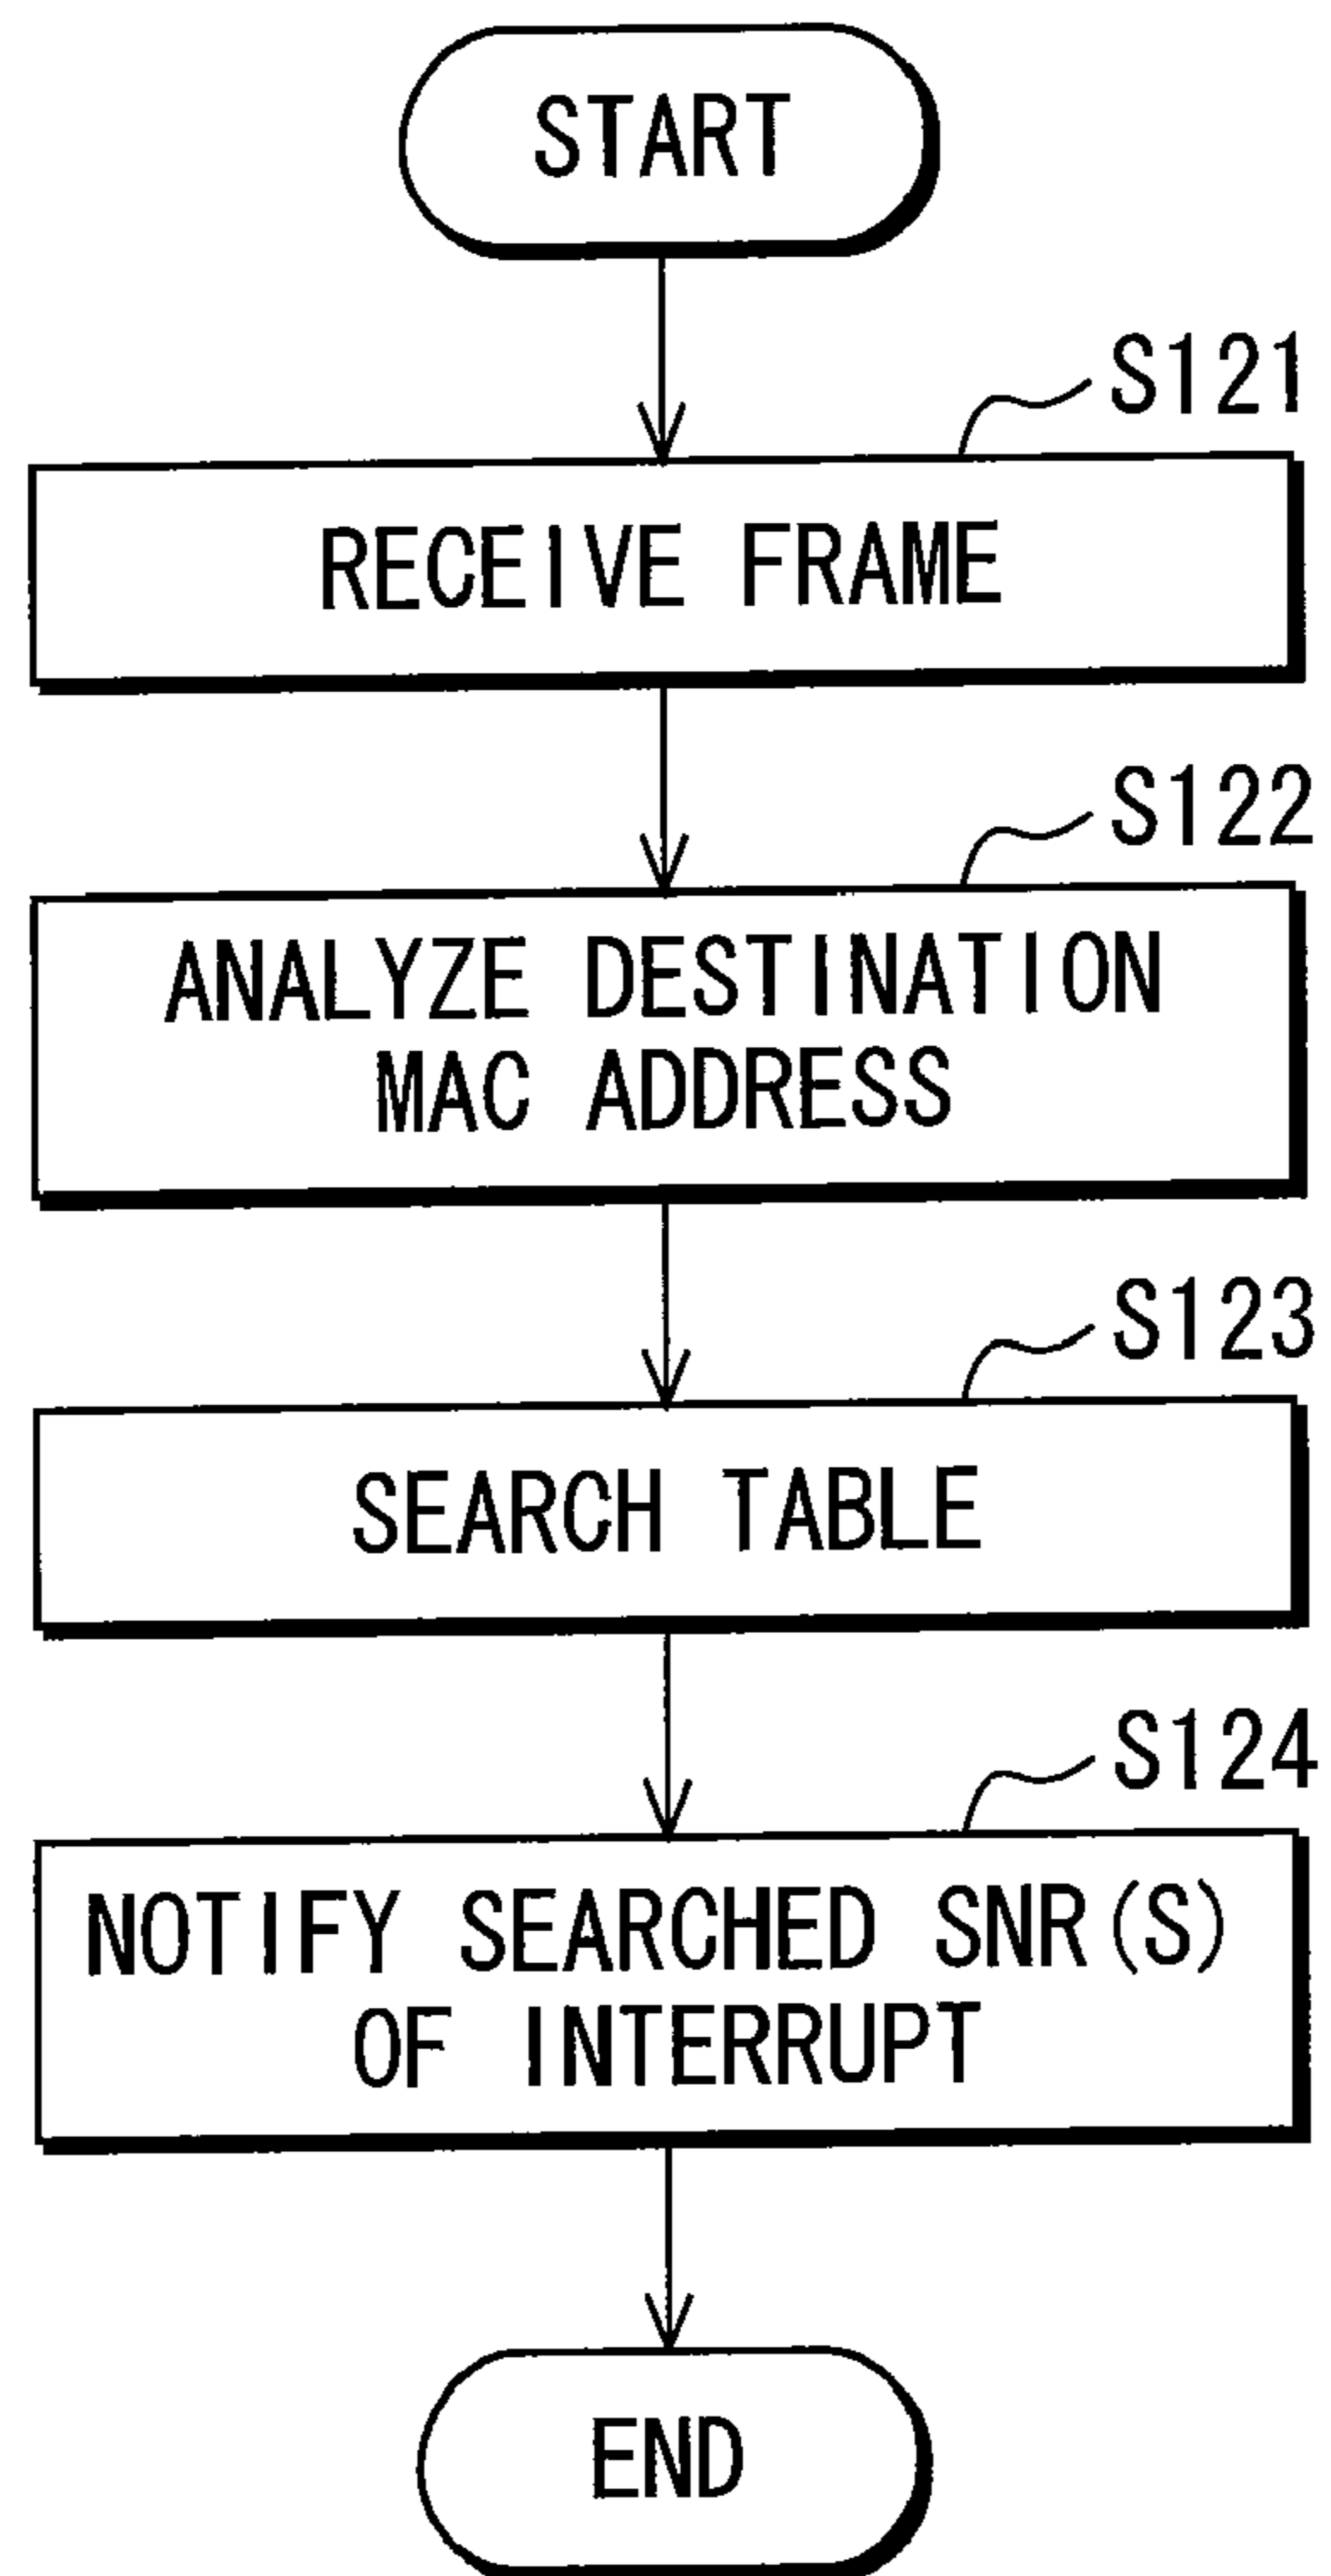 START
S121
RECEIVE FRAME
S122
ANALYZE DESTINATION
MAC ADDRESS
S123
SEARCH TABLE
S124
NOTIFY SEARCHED SNR(S)
OF INTERRUPT
END